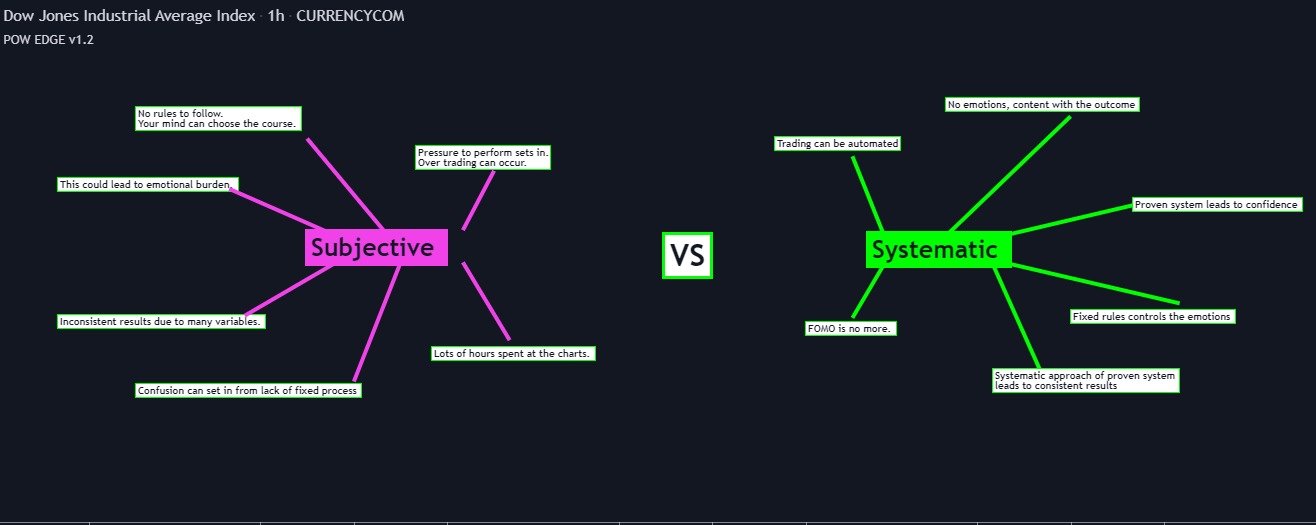 Dow Jones Industrial Average Index · 1h · CURRENCYCOM
POW EDGE v1.2
No rules to follow.
Your mind can choose the course.
Pressure to perform sets in.
Over trading can occur.
This could lead to emotional burden.
Subjective
Inconsistent results due to many variables.
Lots of hours spent at the charts.
Confusion can set in from lack of fixed process
VS
No emotions, content with the outcome
Trading can be automated
Proven system leads to confidence
Systematic
FOMO is no more.
Fixed rules controls the emotions
Systematic approach of proven system
leads to consistent results